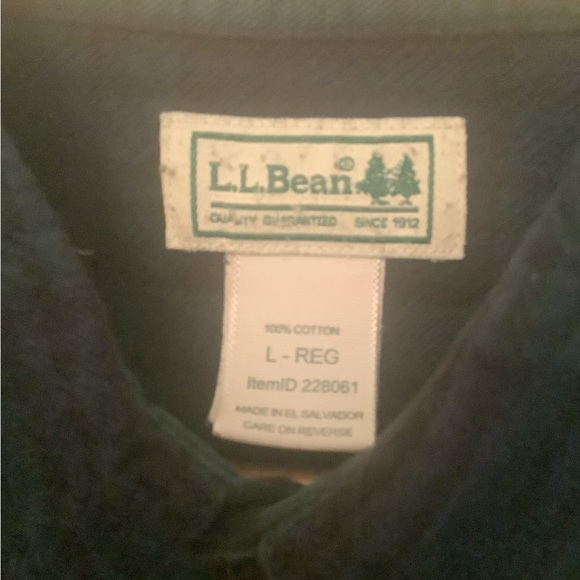 L.L.Bean®
QUALITY GUARANTEED SINCE 1912
100% COTTON
L - REG
ItemID 228061
MADE IN EL SALVADOR
CARE ON REVERSE